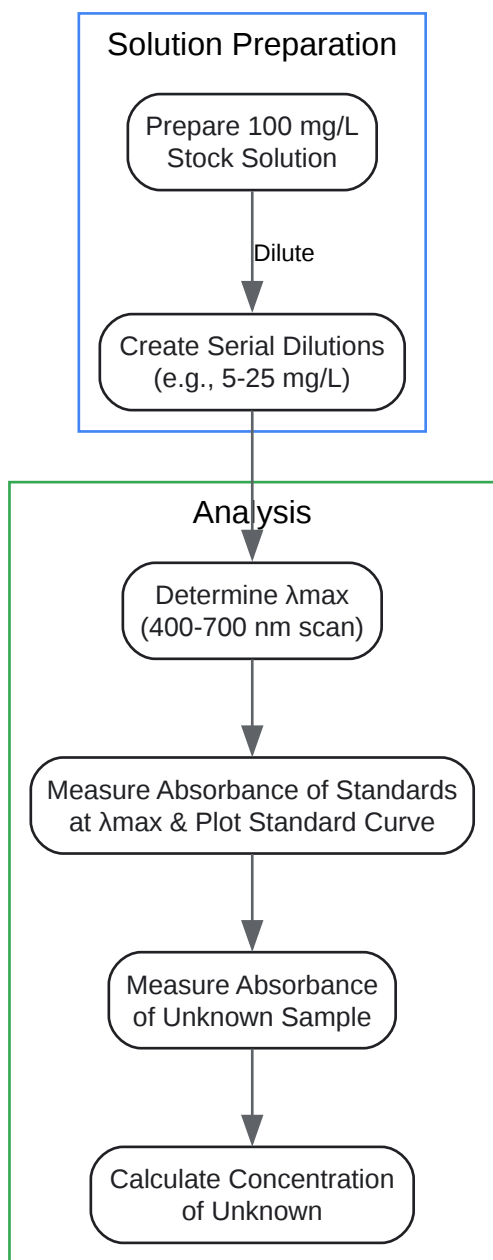 Solution Preparation
Prepare 100 mg/L
Stock Solution
Dilute
Create Serial Dilutions
(e.g., 5-25 mg/L)
Analysis
Determine λmax
(400-700 nm scan)
Measure Absorbance of Standards
at λmax & Plot Standard Curve
Measure Absorbance
of Unknown Sample
Calculate Concentration
of Unknown